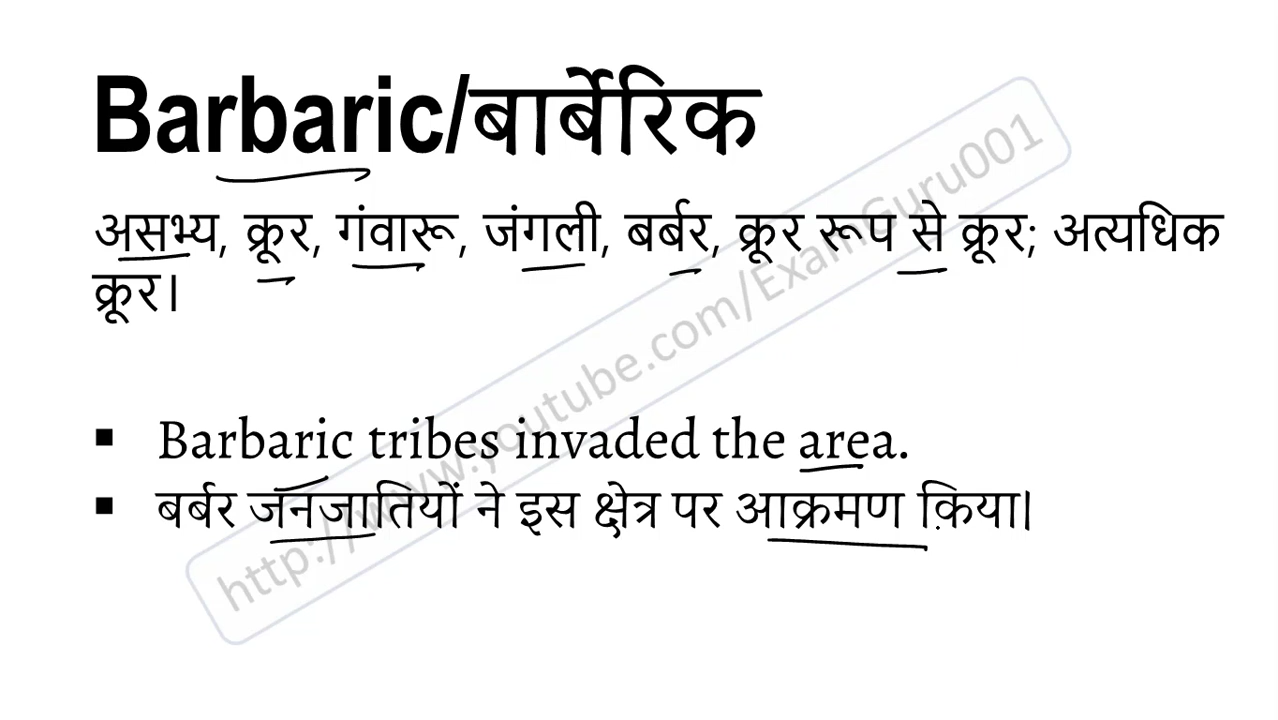 Barbaric/बार्बेरिक
असभ्य, क्रूर, गंवारू, जंगली, बर्बर, क्रूर रूप से क्रूर; अत्यधिक
क्रूर।
▪ Barbaric tribes invaded the area.
▪ बर्बर जनजातियों ने इस क्षेत्र पर आक्रमण किया।
http://www.youtube.com/ExamGuru001